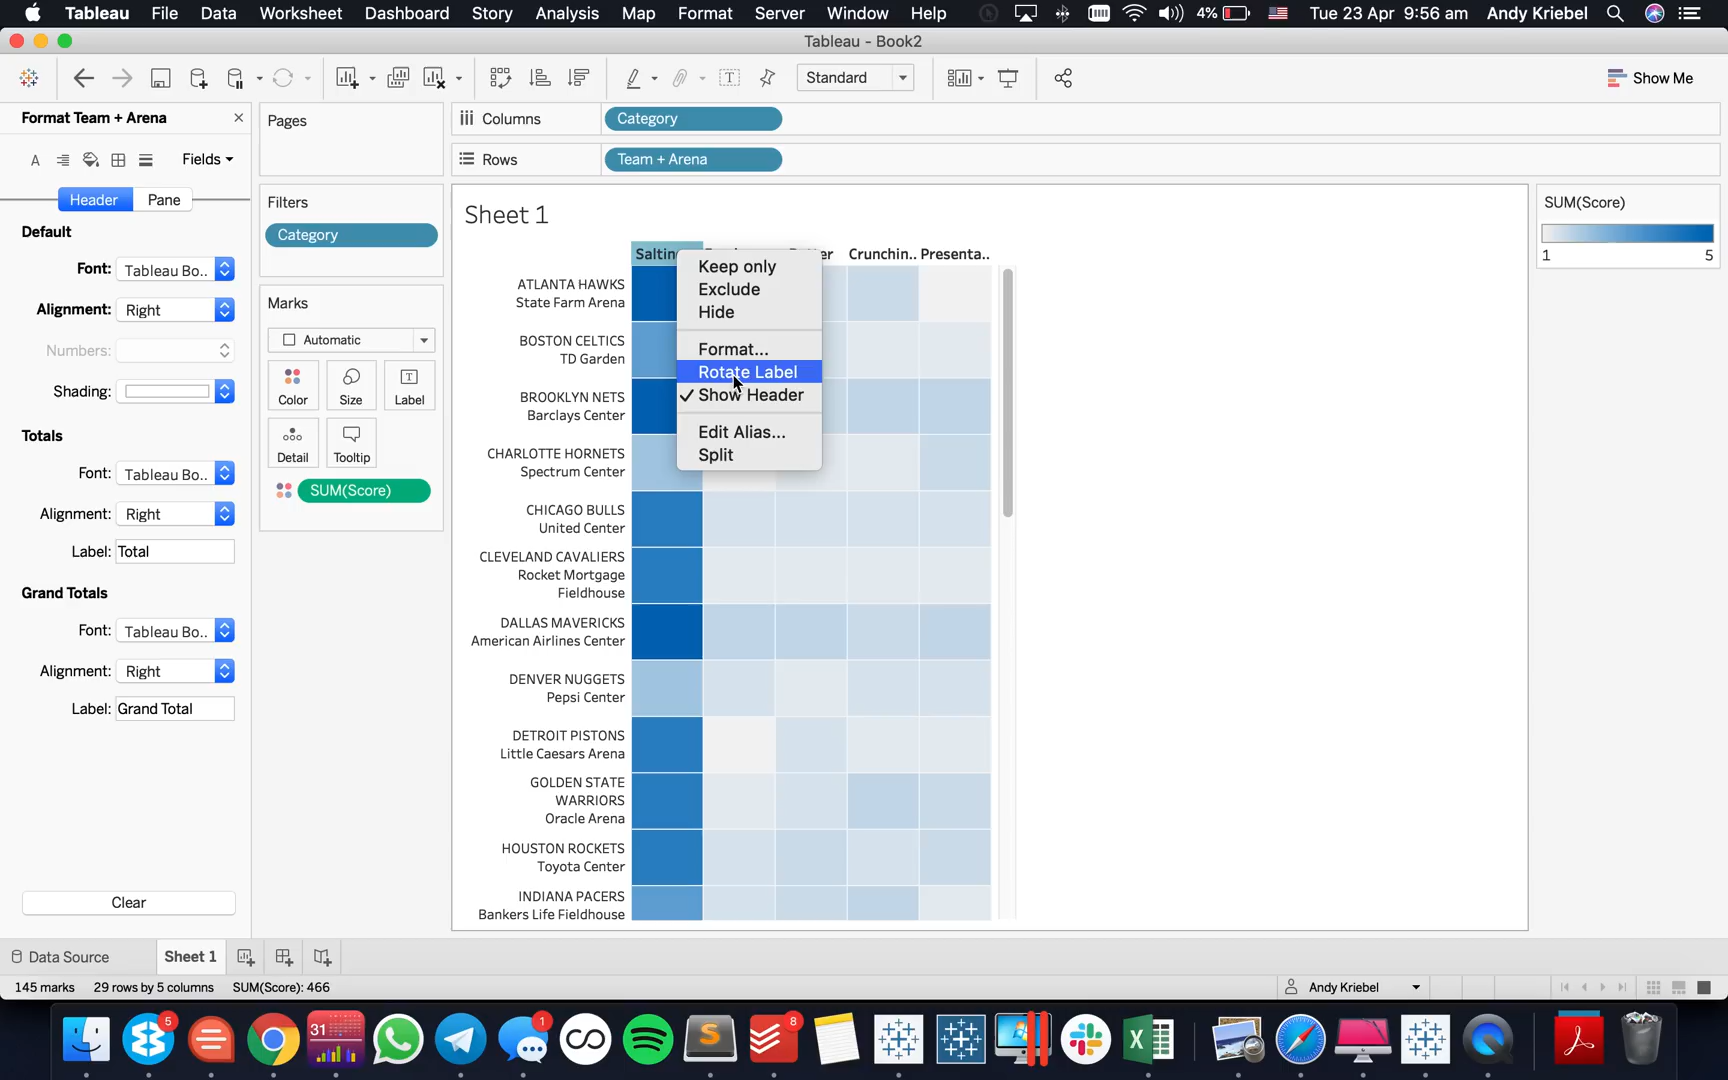 Tableau File Data Worksheet Dashboard Story Analysis Map Format Server Window Help 4% Tue 23 Apr 9:56 am Andy Kriebel
Tableau - Book2
Standard
Show Me
Format Team + Arena
Fields
Header Pane
Default
Font: Tableau Bo..
Alignment: Right
Numbers:
Shading:
Totals
Font: Tableau Bo..
Alignment: Right
Label: Total
Grand Totals
Font: Tableau Bo..
Alignment: Right
Label: Grand Total
Clear
Pages
Filters
Category
Marks
Automatic
Color Size Label
Detail Tooltip
SUM(Score)
Columns Category
Rows Team + Arena
Sheet 1
Crunchin.. Presenta..
ATLANTA HAWKS
State Farm Arena
BOSTON CELTICS
TD Garden
BROOKLYN NETS
Barclays Center
CHARLOTTE HORNETS
Spectrum Center
CHICAGO BULLS
United Center
CLEVELAND CAVALIERS
Rocket Mortgage
Fieldhouse
DALLAS MAVERICKS
American Airlines Center
DENVER NUGGETS
Pepsi Center
DETROIT PISTONS
Little Caesars Arena
GOLDEN STATE
WARRIORS
Oracle Arena
HOUSTON ROCKETS
Toyota Center
INDIANA PACERS
Bankers Life Fieldhouse
Keep only
Exclude
Hide
Format...
Rotate Label
Show Header
Edit Alias...
Split
SUM(Score)
1 5
Data Source Sheet 1
145 marks 29 rows by 5 columns SUM(Score): 466 Andy Kriebel
5 31 1 8